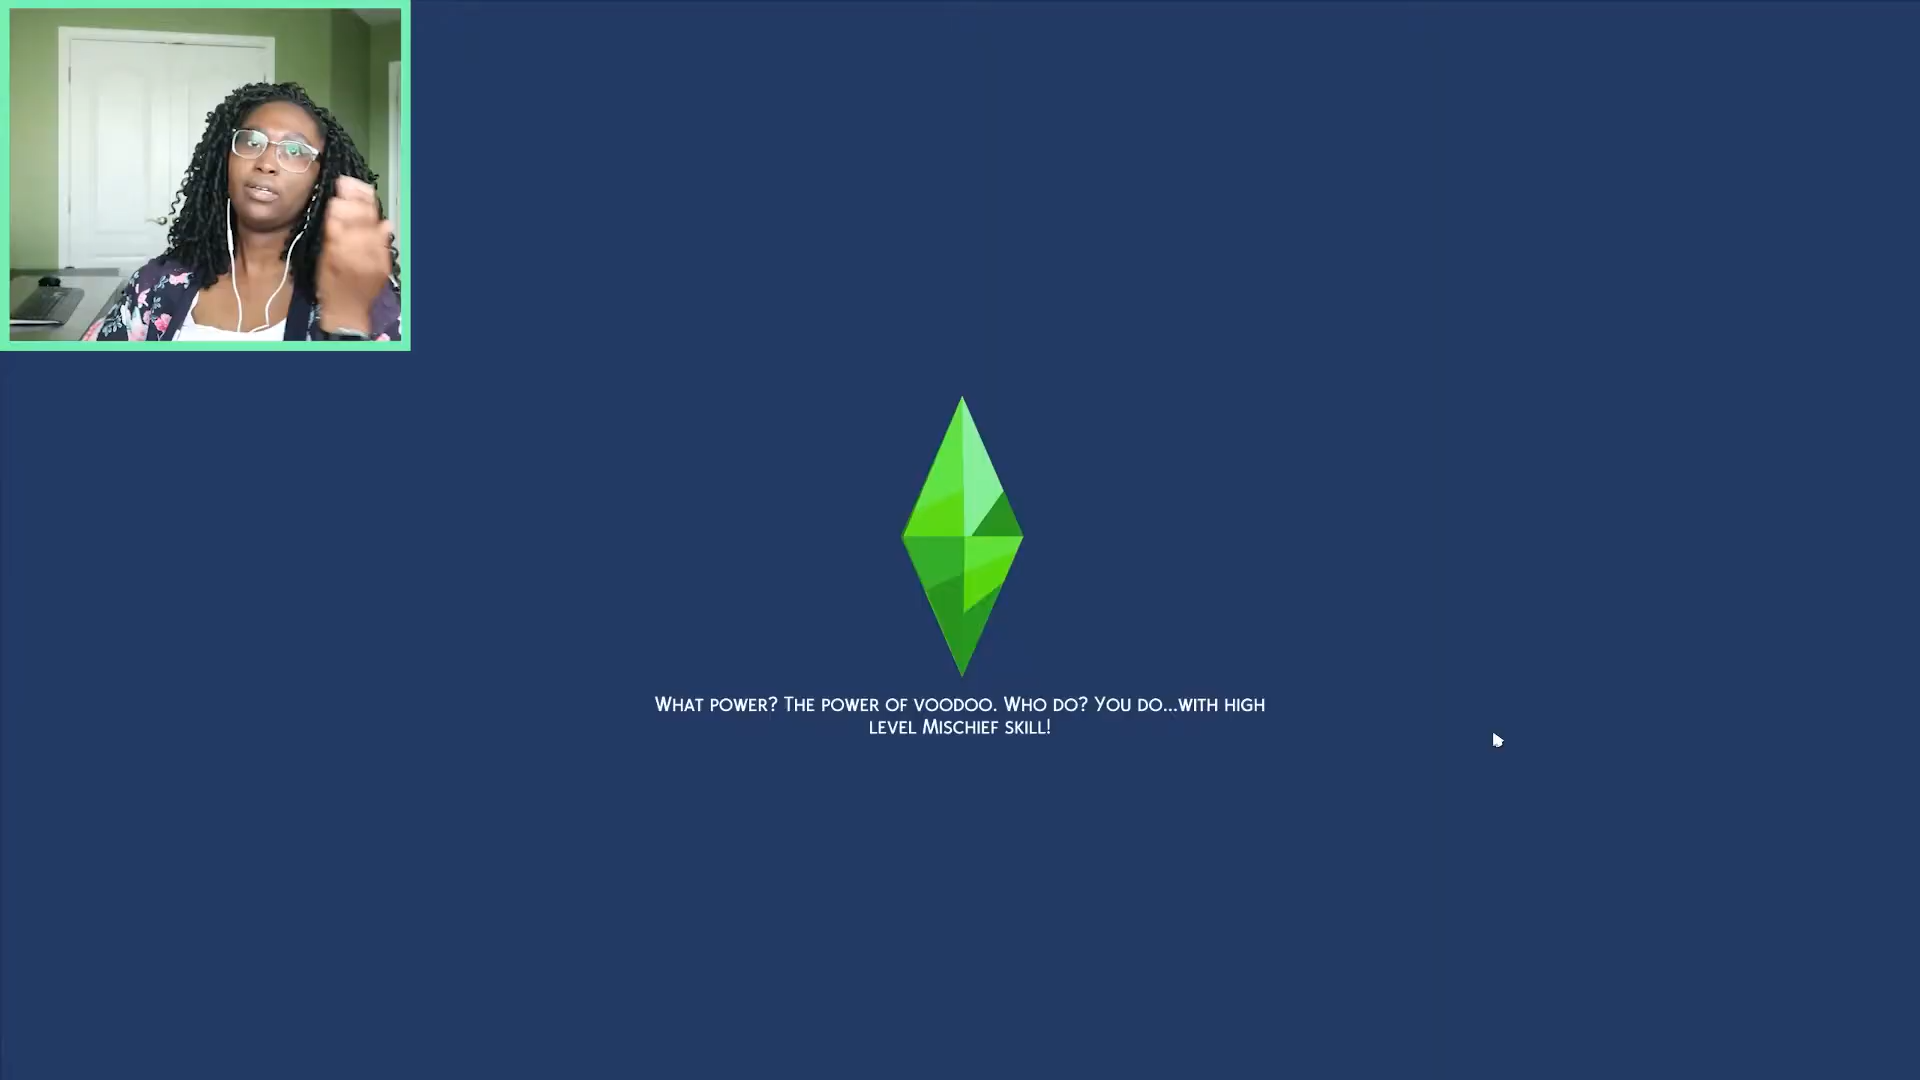 What power? The power of voodoo. Who do? You do...with high
level Mischief skill!